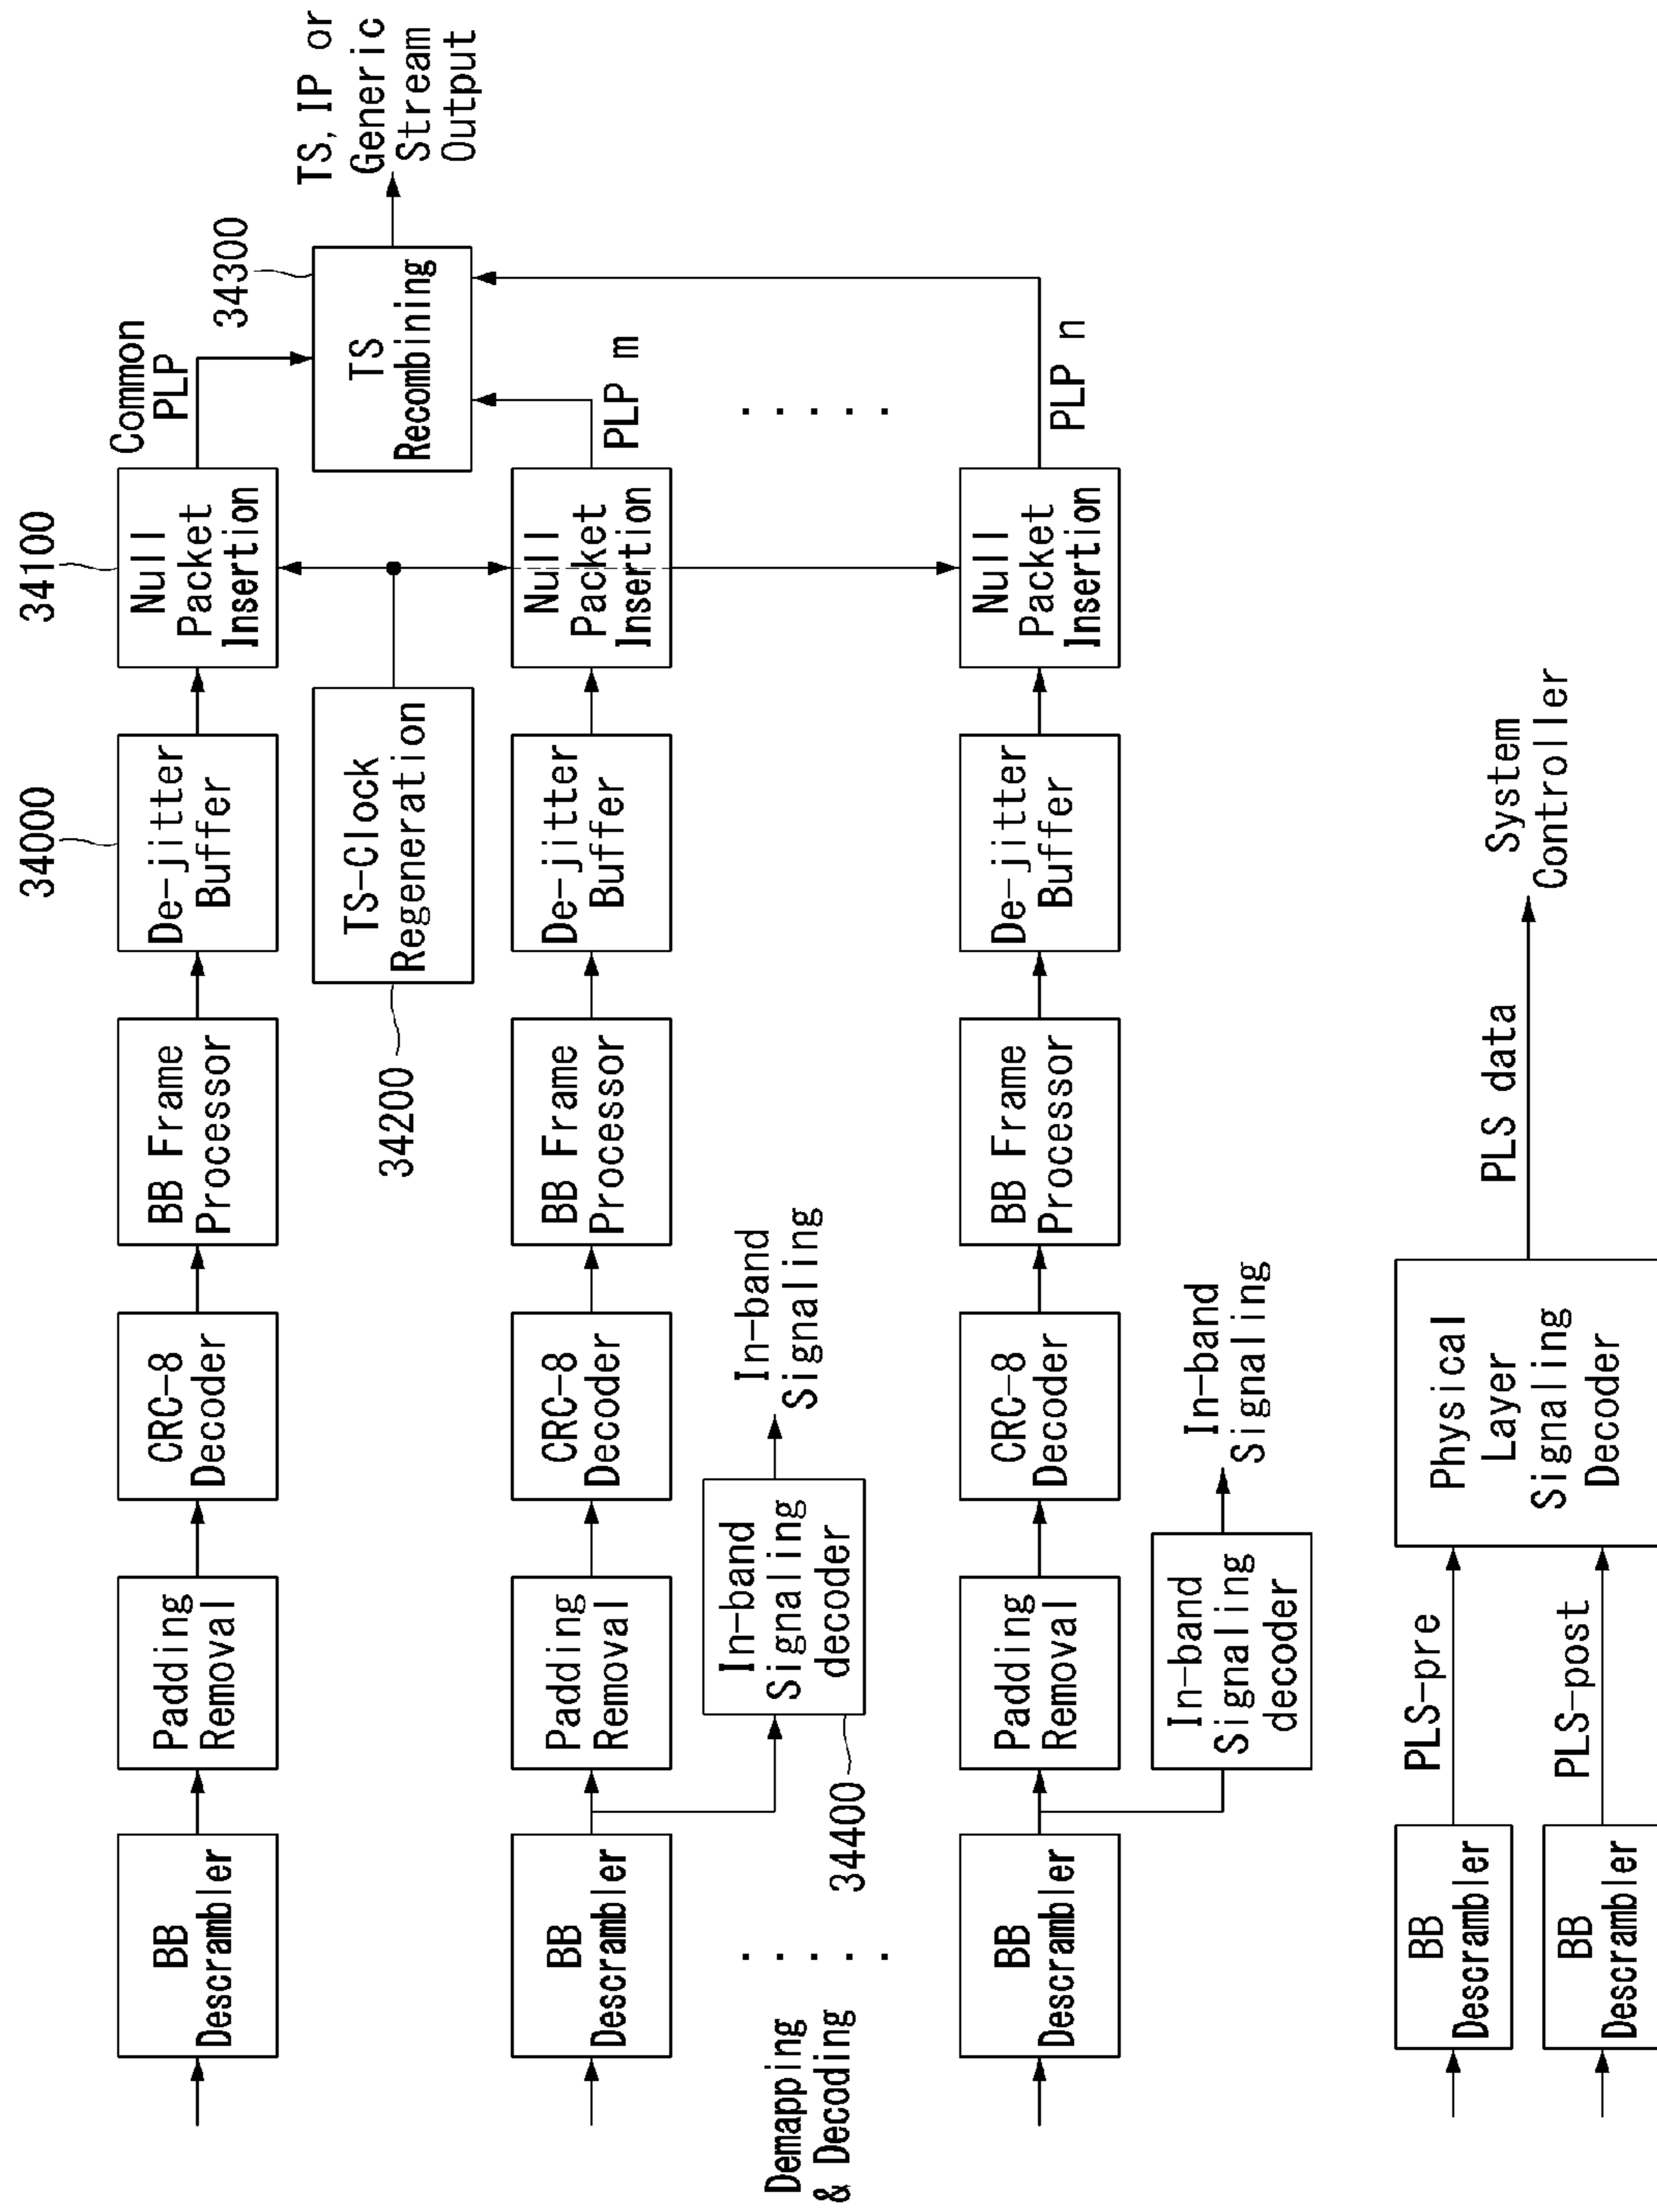 34000
34100
BB
Descrambler
Padding
Removal
CRC-8
Decoder
BB Frame
Processor
De-jitter
Buffer
Null
Packet
Insertion
Common
PLP
34300
34200
TS-Clock
Regeneration
TS
Recombining
TS, IP or
Generic
Stream
Output
BB
Descrambler
Padding
Removal
CRC-8
Decoder
BB Frame
Processor
De-jitter
Buffer
Null
Packet
Insertion
PLP m
In-band
Signaling
decoder
In-band
Signaling
34400
Demapping
& Decoding
. . . . .
. . . . .
BB
Descrambler
Padding
Removal
CRC-8
Decoder
BB Frame
Processor
De-jitter
Buffer
Null
Packet
Insertion
PLP n
In-band
Signaling
decoder
In-band
Signaling
BB
Descrambler
PLS-pre
BB
Descrambler
PLS-post
Physical
Layer
Signaling
Decoder
PLS data
System
Controller